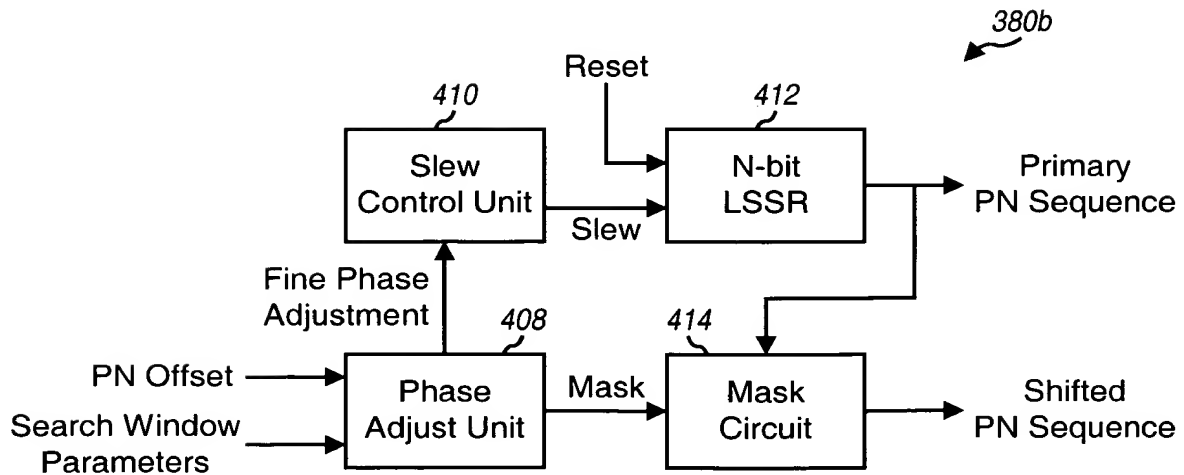 380b
Reset
410
412
Slew
Control Unit
N-bit
LSSR
Primary
PN Sequence
Slew
Fine Phase
Adjustment
408
414
PN Offset
Phase
Adjust Unit
Mask
Mask
Circuit
Shifted
PN Sequence
Search Window
Parameters